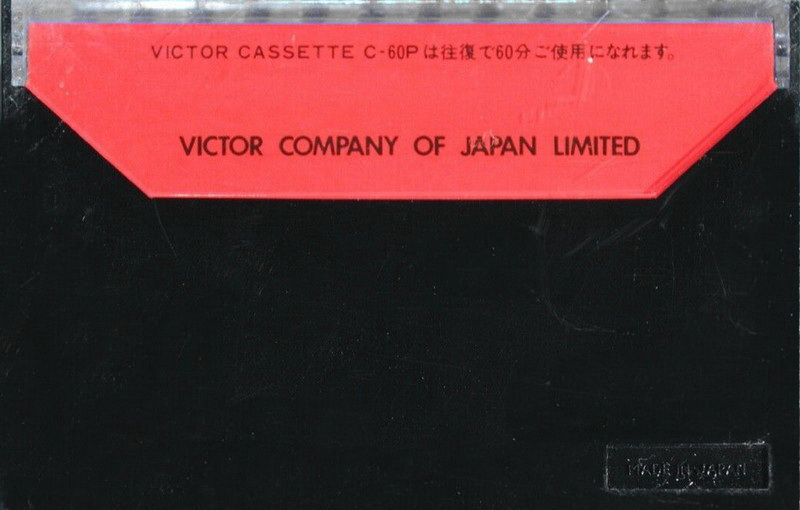 VICTOR CASSETTE C-60Pは往復で60分ご使用になれます。
VICTOR COMPANY OF JAPAN LIMITED
MADE IN JAPAN